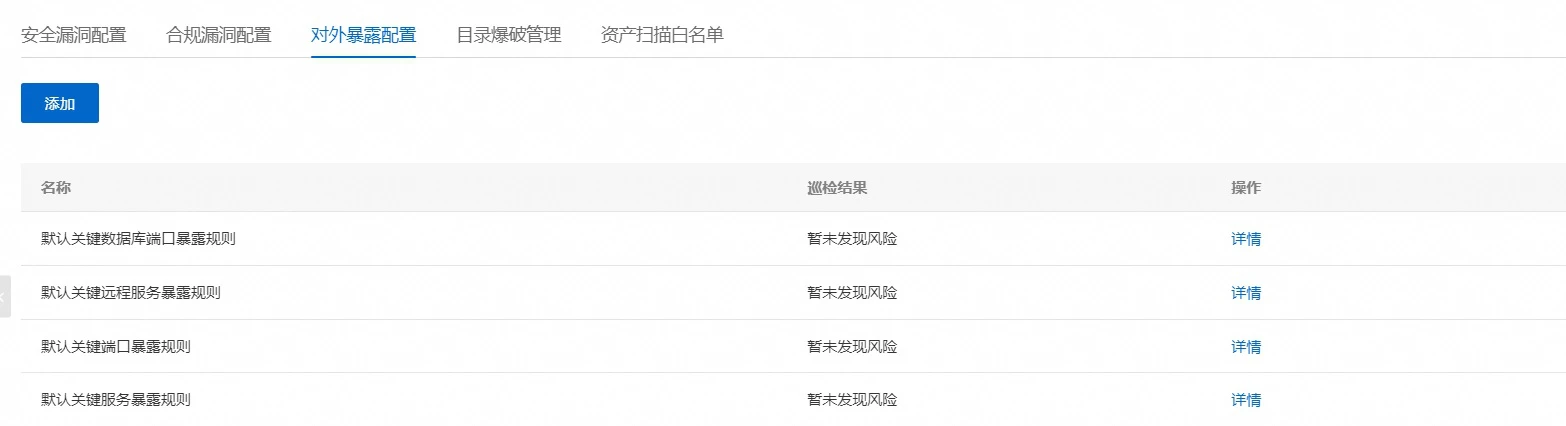 安全漏洞配置 合规漏洞配置 对外暴露配置 目录爆破管理 资产扫描白名单
添加
名称 巡检结果 操作
默认关键数据库端口暴露规则 暂未发现风险 详情
默认关键远程服务暴露规则 暂未发现风险 详情
默认关键端口暴露规则 暂未发现风险 详情
默认关键服务暴露规则 暂未发现风险 详情